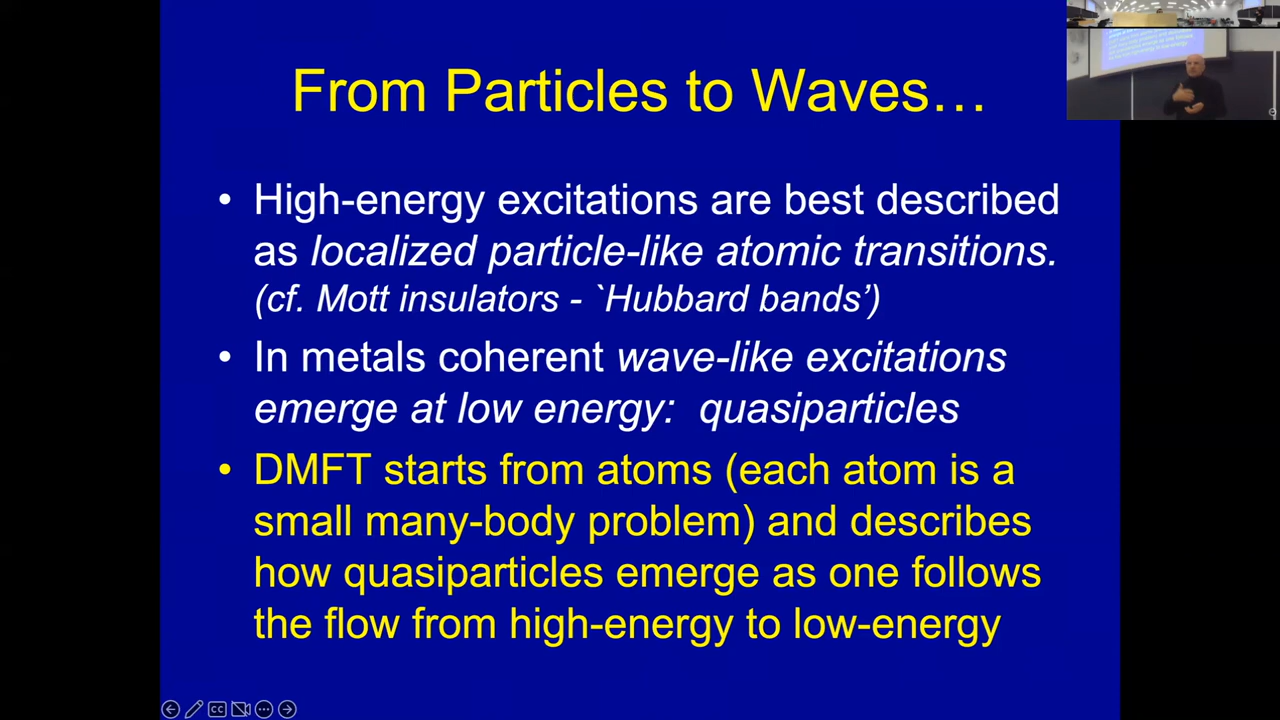 From Particles to Waves…
• High-energy excitations are best described
as localized particle-like atomic transitions.
(cf. Mott insulators - `Hubbard bands’)
• In metals coherent wave-like excitations
emerge at low energy: quasiparticles
• DMFT starts from atoms (each atom is a
small many-body problem) and describes
how quasiparticles emerge as one follows
the flow from high-energy to low-energy
CC